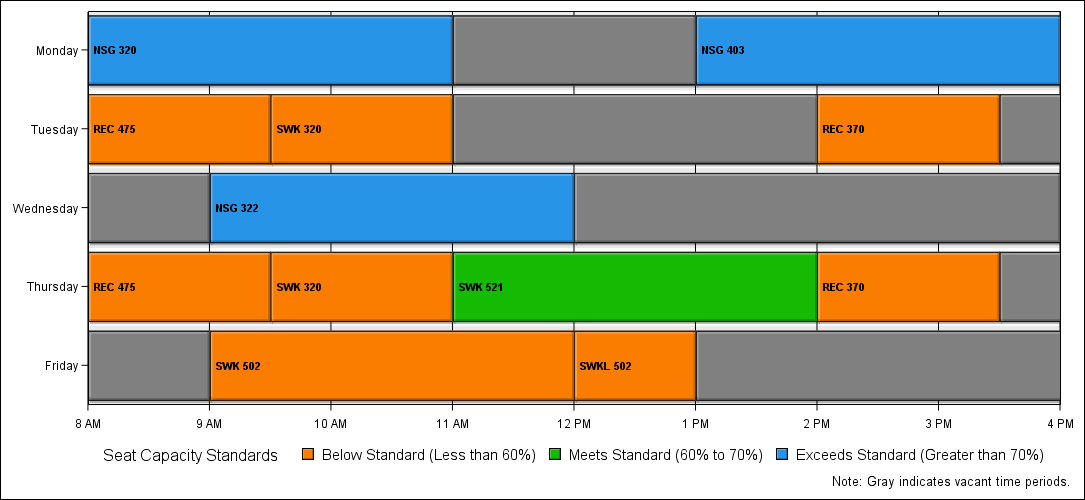 Monday NSG 320 NSG 403
Tuesday REC 475 SWK 320 REC 370
Wednesday NSG 322
Thursday REC 475 SWK 320 SWK 521 REC 370
Friday SWK 502 SWKL 502
8 AM 9 AM 10 AM 11 AM 12 PM 1 PM 2 PM 3 PM 4 PM
Seat Capacity Standards Below Standard (Less than 60%) Meets Standard (60% to 70%) Exceeds Standard (Greater than 70%)
Note: Gray indicates vacant time periods.